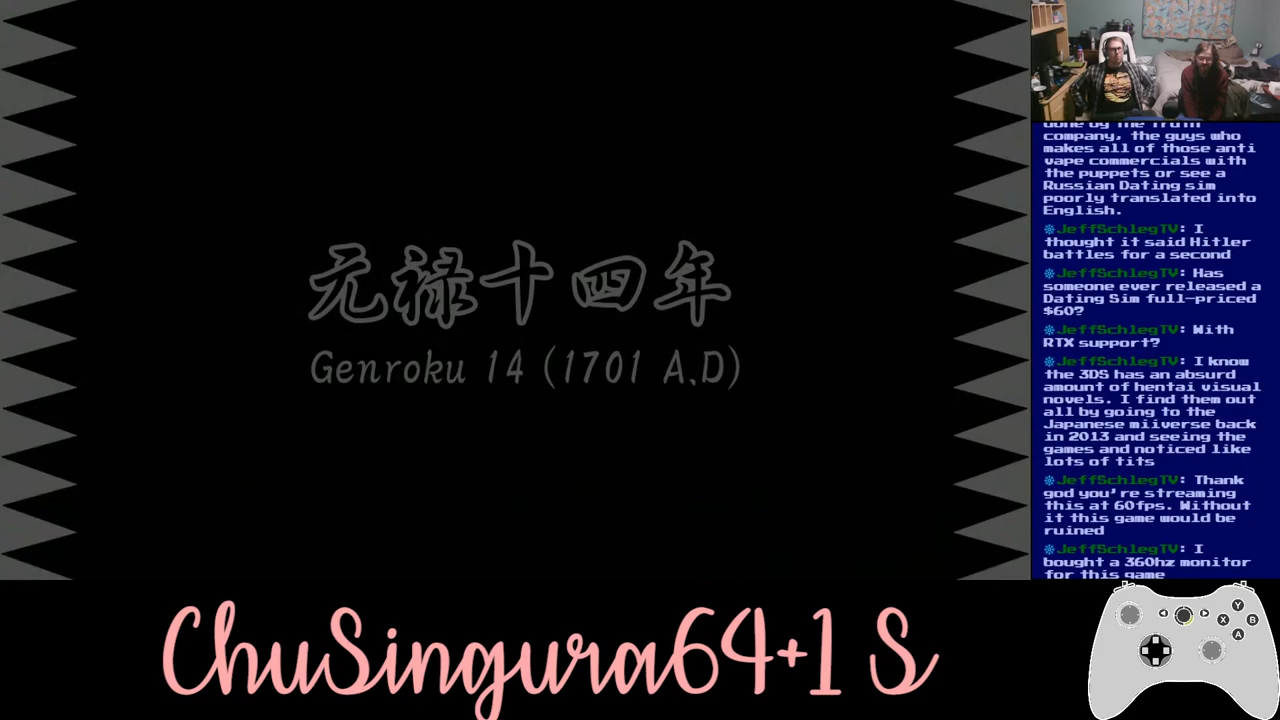 元禄十四年
Genroku 14 (1701 A.D)
company, the guys who
makes all of those anti
vape commercials with
the puppets or see a
Russian Dating sim
poorly translated into
English.
JeffSchlegTV: I
thought it said Hitler
battles for a second
JeffSchlegTV: Has
someone ever released a
Dating Sim full-priced
$60?
JeffSchlegTV: With
RTX support?
JeffSchlegTV: I know
the 3DS has an absurd
amount of hentai visual
novels. I find them out
all by going to the
Japanese miiverse back
in 2013 and seeing the
games and noticed like
lots of tits
JeffSchlegTV: Thank
god you're streaming
this at 60fps. Without
it this game would be
ruined
JeffSchlegTV: I
bought a 360hz monitor
for this game
ChuSingura64+1 S
Y
X B
A